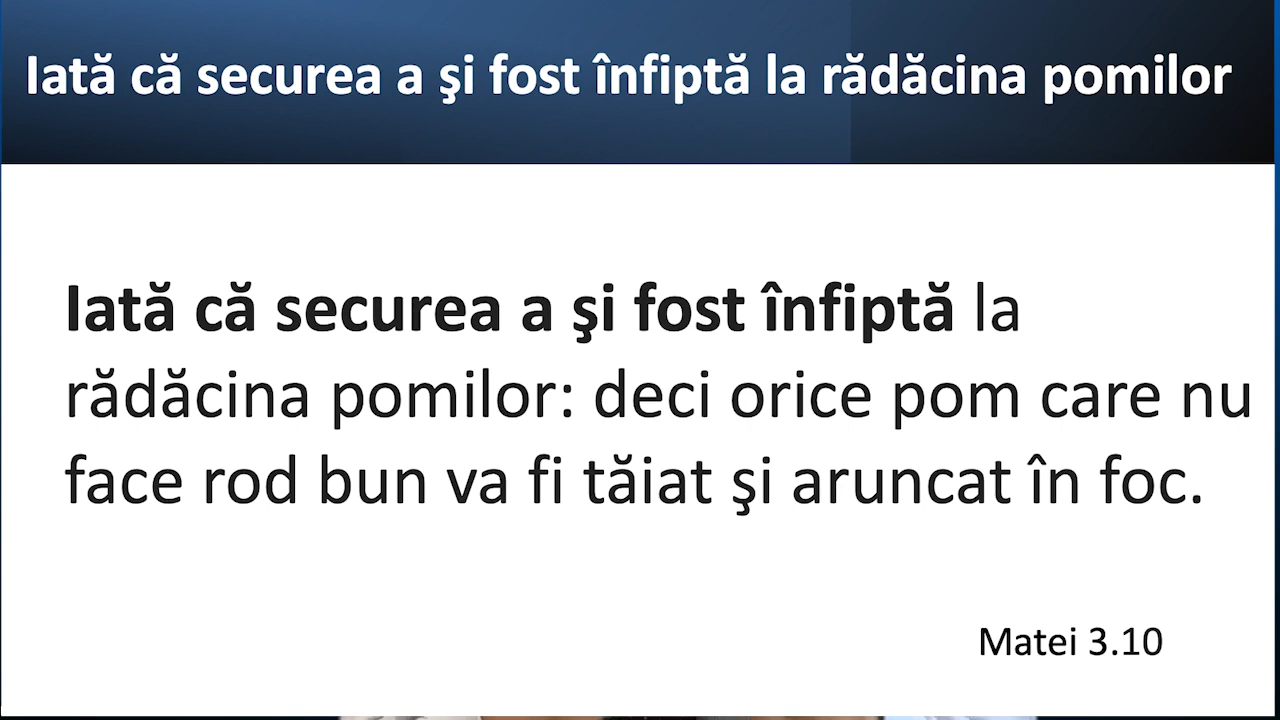 Iată că securea a şi fost înfiptă la rădăcina pomilor
Iată că securea a şi fost înfiptă la
rădăcina pomilor: deci orice pom care nu
face rod bun va fi tăiat şi aruncat în foc.
Matei 3.10